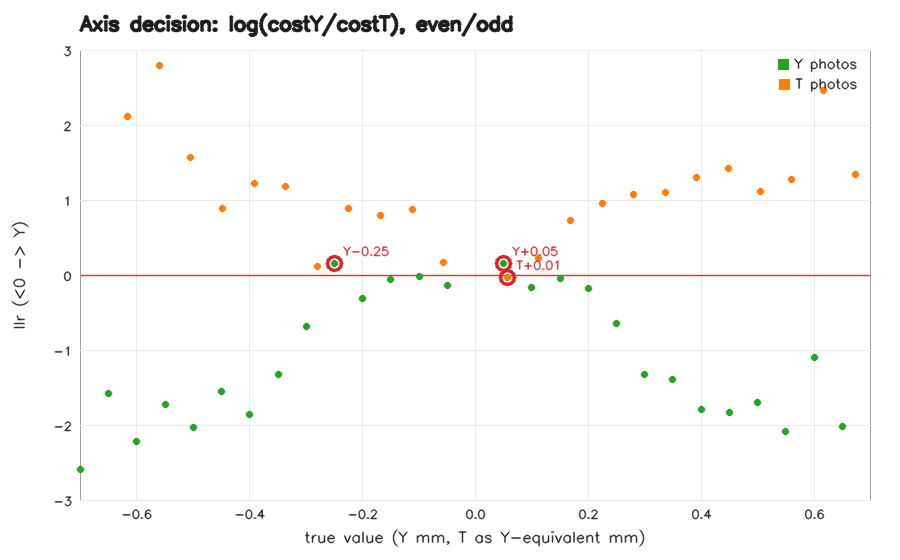 Axis decision: log(costY/costT), even/odd
Y photos
T photos
3
2
1
0
−1
−2
−3
llr (<0 −> Y)
Y−0.25
Y+0.05
T+0.01
−0.6
−0.4
−0.2
0.0
0.2
0.4
0.6
true value (Y mm, T as Y-equivalent mm)